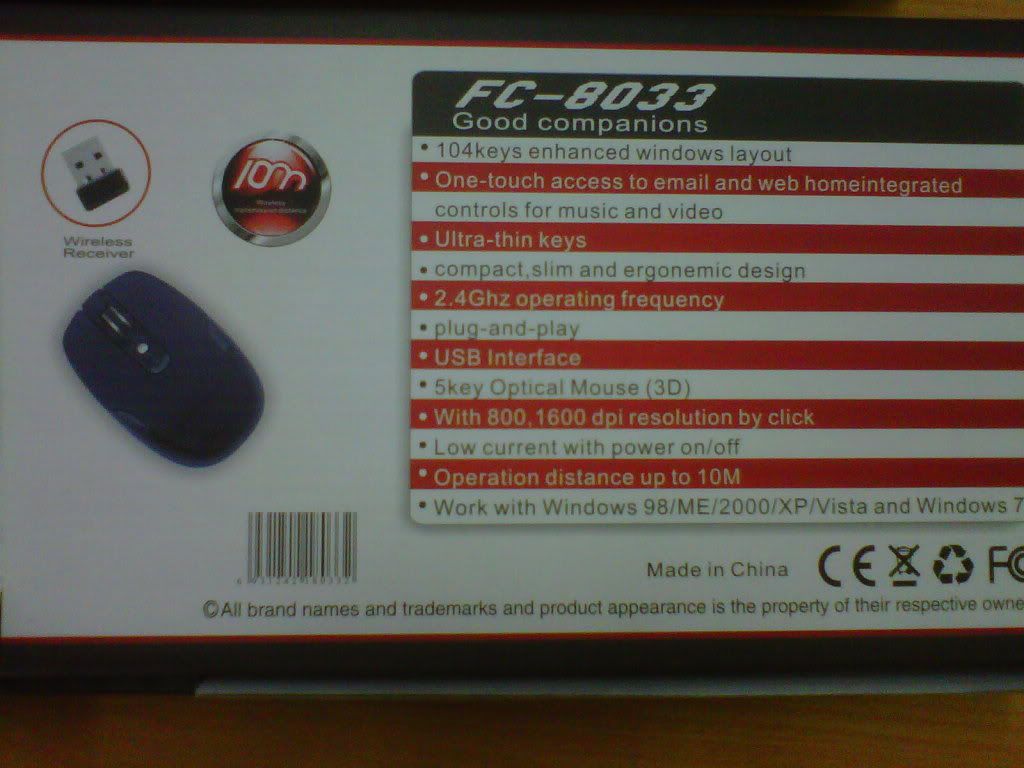 FC-8033
Good companions
• 104keys enhanced windows layout
• One-touch access to email and web homeintegrated
controls for music and video
• Ultra-thin keys
• compact,slim and ergonemic design
• 2.4Ghz operating frequency
• plug-and-play
• USB Interface
• 5key Optical Mouse (3D)
• With 800,1600 dpi resolution by click
• Low current with power on/off
• Operation distance up to 10M
• Work with Windows 98/ME/2000/XP/Vista and Windows 7
Wireless
Receiver
10m
Wireless
transmission distance
Made in China
CE
FC
©All brand names and trademarks and product appearance is the property of their respective owne